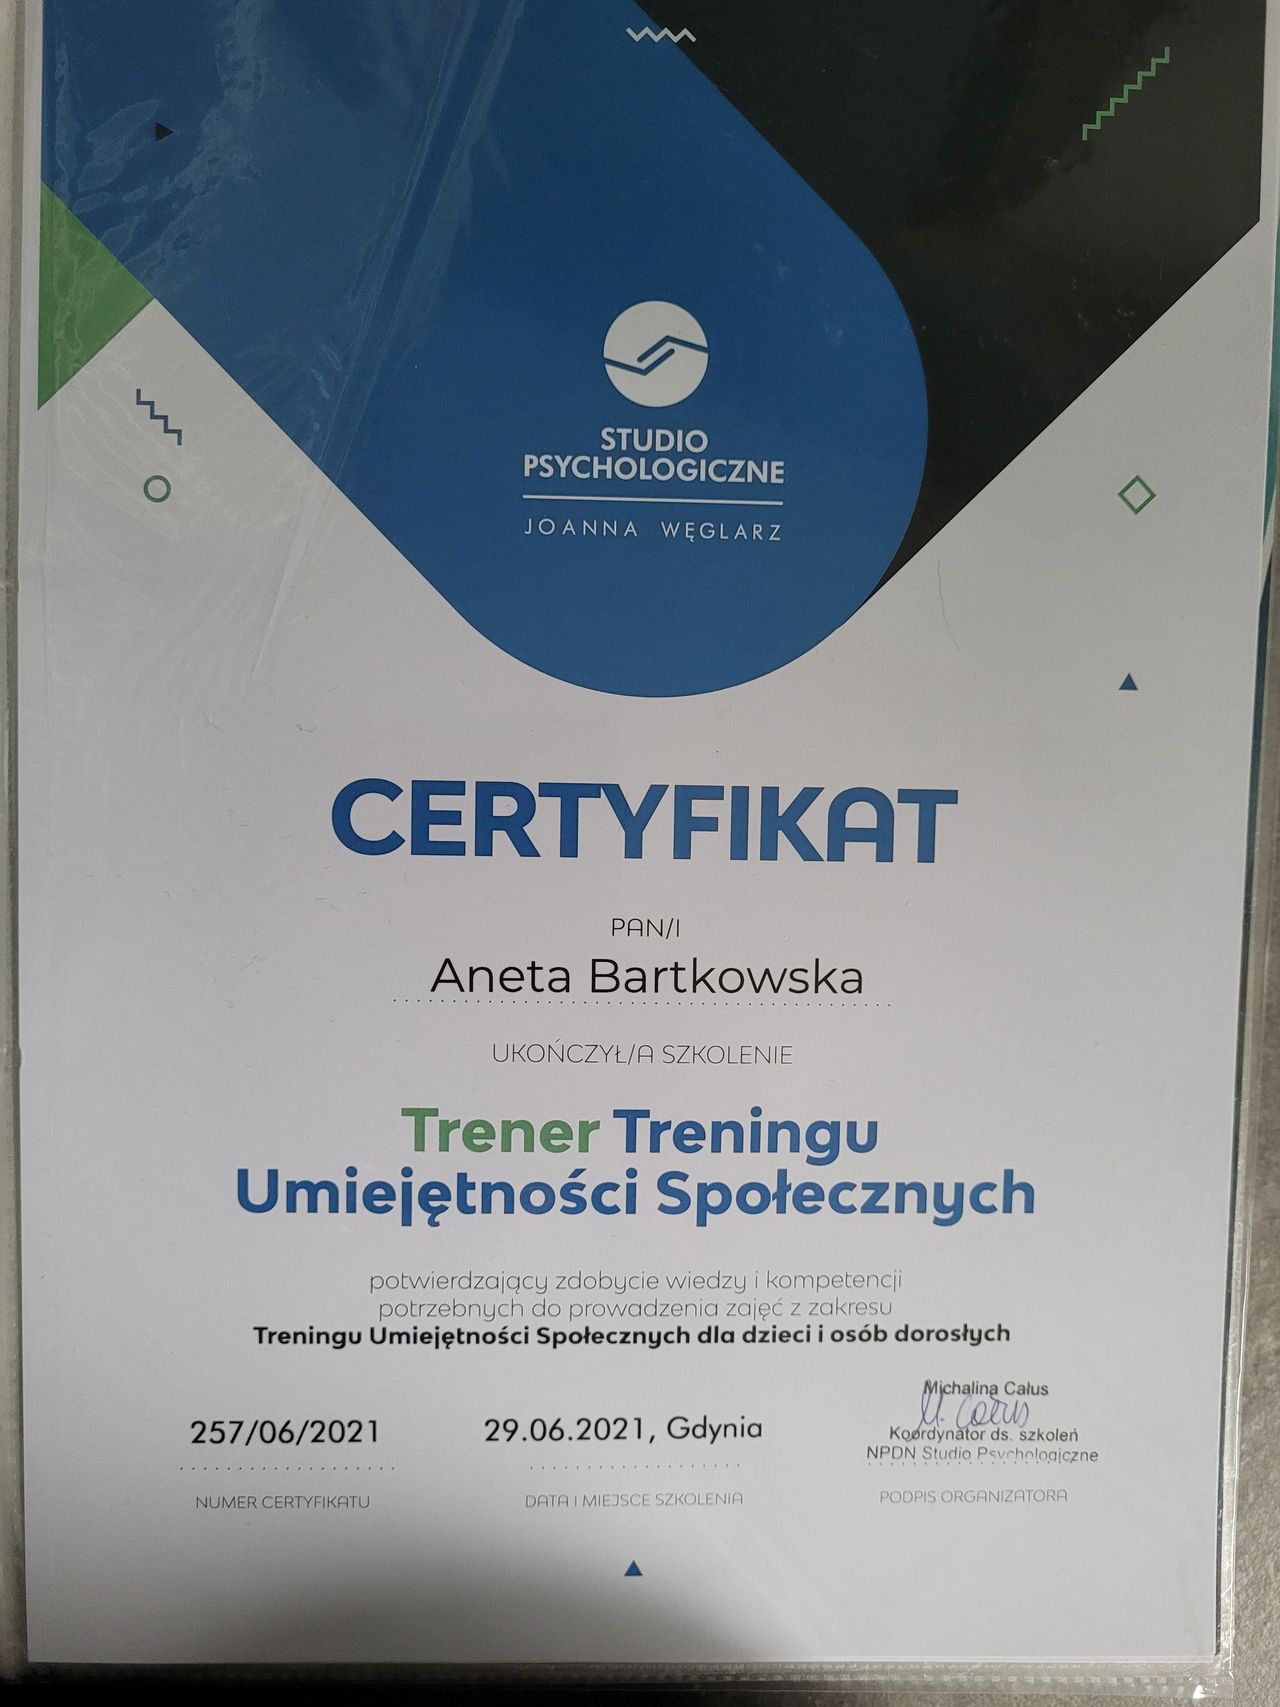 STUDIO
PSYCHOLOGICZNE
JOANNA WĘGLARZ
CERTYFIKAT
PAN/I
Aneta Bartkowska
UKOŃCZYŁ/A SZKOLENIE
Trener Treningu
Umiejętności Społecznych
potwierdzający zdobycie wiedzy i kompetencji
potrzebnych do prowadzenia zajęć z zakresu
Treningu Umiejętności Społecznych dla dzieci i osób dorosłych
257/06/2021
NUMER CERTYFIKATU
29.06.2021, Gdynia
DATA I MIEJSCE SZKOLENIA
Michalina Całus
M. Całus
Koordynator ds. szkoleń
NPDN Studio Psychologiczne
PODPIS ORGANIZATORA